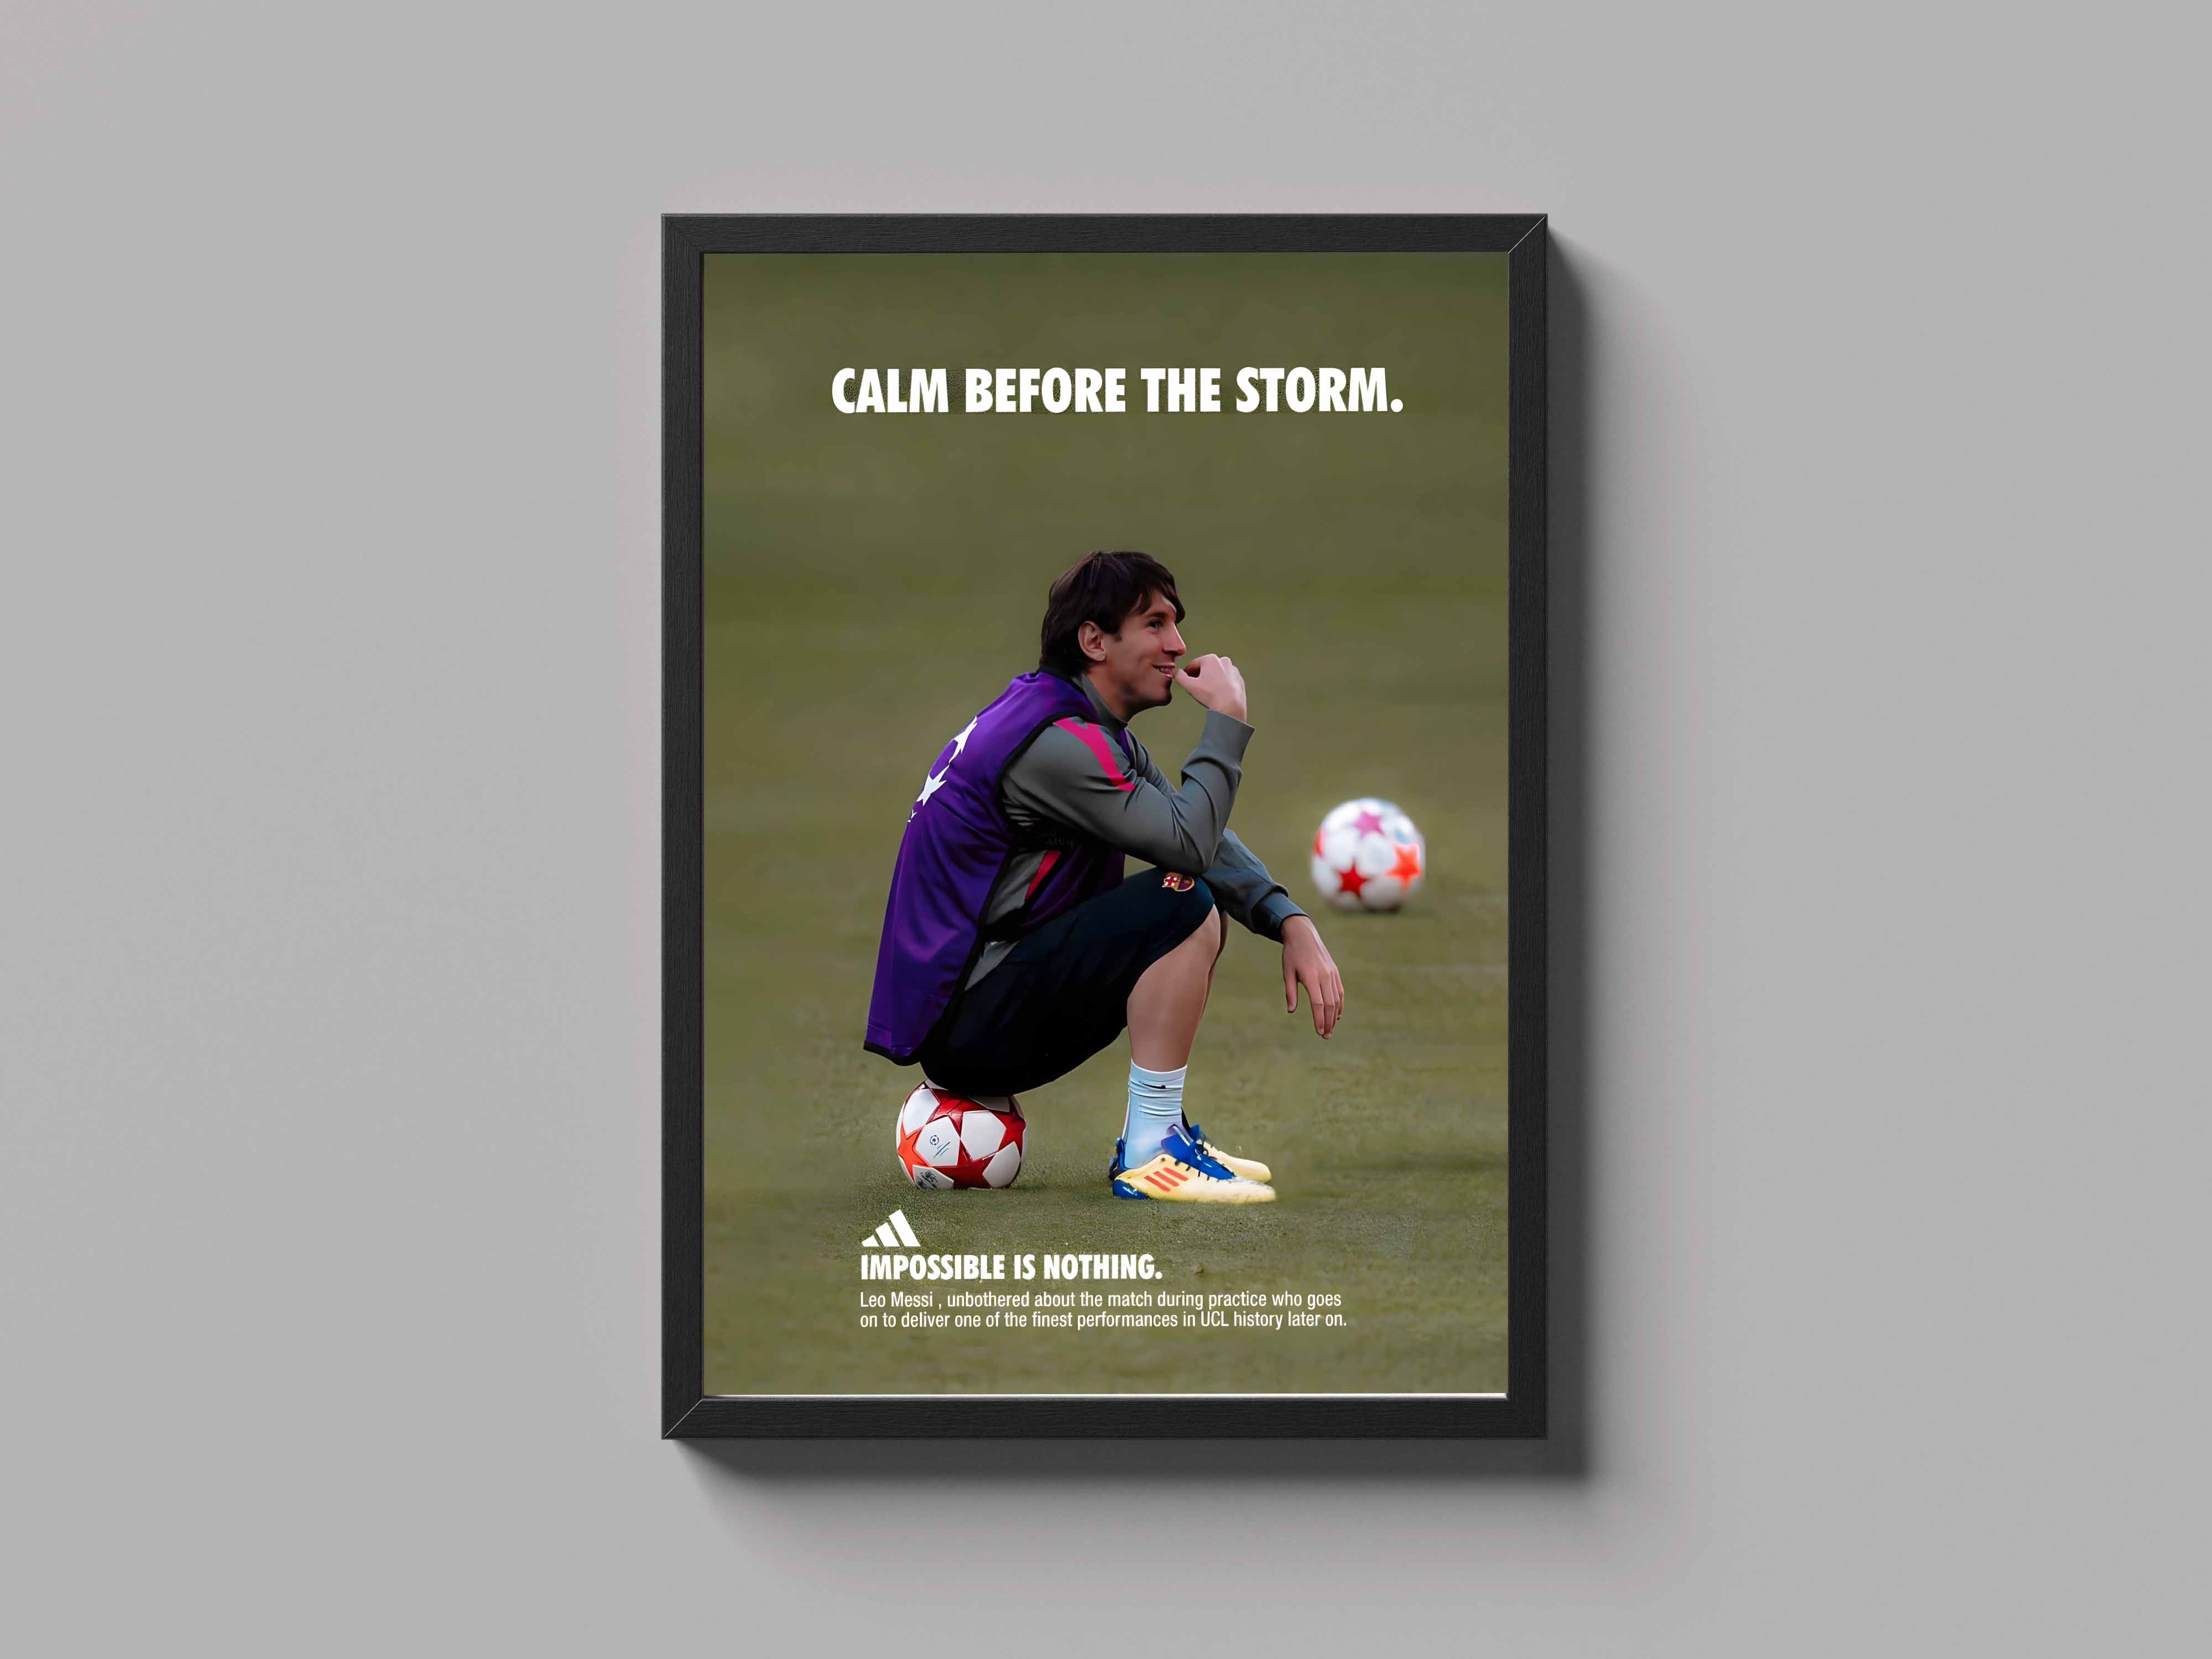 CALM BEFORE THE STORM.
IMPOSSIBLE IS NOTHING.
Leo Messi , unbothered about the match during practice who goes
on to deliver one of the finest performances in UCL history later on.